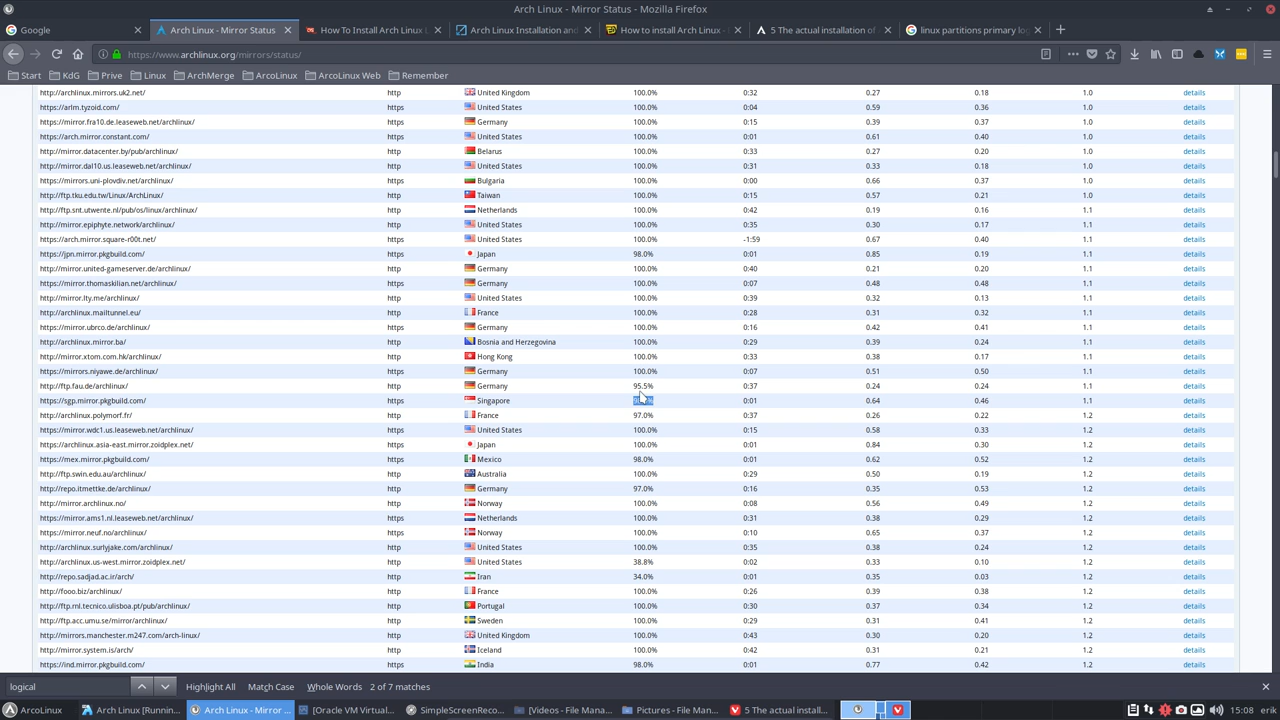 Arch Linux - Mirror Status - Mozilla Firefox
Google
Arch Linux - Mirror Status
How To Install Arch Linux L
Arch Linux Installation and
How to install Arch Linux -
5 The actual installation of
linux partitions primary log
https://www.archlinux.org/mirrors/status/
Start KdG Prive Linux ArchMerge ArcoLinux ArcoLinux Web Remember
http://archlinux.mirrors.uk2.net/ http United Kingdom 100.0% 0:32 0.27 0.18 1.0 details
https://arlm.tyzoid.com/ https United States 100.0% 0:04 0.59 0.36 1.0 details
https://mirror.fra10.de.leaseweb.net/archlinux/ https Germany 100.0% 0:15 0.39 0.37 1.0 details
https://arch.mirror.constant.com/ https United States 100.0% 0:01 0.61 0.40 1.0 details
http://mirror.datacenter.by/pub/archlinux/ http Belarus 100.0% 0:33 0.27 0.20 1.0 details
http://mirror.dal10.us.leaseweb.net/archlinux/ http United States 100.0% 0:31 0.33 0.18 1.0 details
https://mirrors.uni-plovdiv.net/archlinux/ https Bulgaria 100.0% 0:00 0.66 0.37 1.0 details
http://ftp.tku.edu.tw/Linux/ArchLinux/ http Taiwan 100.0% 0:15 0.57 0.21 1.0 details
http://ftp.snt.utwente.nl/pub/os/linux/archlinux/ http Netherlands 100.0% 0:42 0.19 0.16 1.1 details
http://mirror.epiphyte.network/archlinux/ http United States 100.0% 0:35 0.30 0.17 1.1 details
https://arch.mirror.square-r00t.net/ https United States 100.0% -1:59 0.67 0.40 1.1 details
https://jpn.mirror.pkgbuild.com/ https Japan 98.0% 0:01 0.85 0.19 1.1 details
http://mirror.united-gameserver.de/archlinux/ http Germany 100.0% 0:40 0.21 0.20 1.1 details
https://mirror.thomaskilian.net/archlinux/ https Germany 100.0% 0:07 0.48 0.48 1.1 details
http://mirror.lty.me/archlinux/ http United States 100.0% 0:39 0.32 0.13 1.1 details
http://archlinux.mailtunnel.eu/ http France 100.0% 0:28 0.31 0.32 1.1 details
https://mirror.ubrco.de/archlinux/ https Germany 100.0% 0:16 0.42 0.41 1.1 details
http://archlinux.mirror.ba/ http Bosnia and Herzegovina 100.0% 0:29 0.39 0.24 1.1 details
http://mirror.xtom.com.hk/archlinux/ http Hong Kong 100.0% 0:33 0.38 0.17 1.1 details
https://mirrors.niyawe.de/archlinux/ https Germany 100.0% 0:07 0.51 0.50 1.1 details
http://ftp.fau.de/archlinux/ http Germany 95.5% 0:37 0.24 0.24 1.1 details
https://sgp.mirror.pkgbuild.com/ https Singapore 0:01 0.64 0.46 1.1 details
http://archlinux.polymorf.fr/ http France 97.0% 0:37 0.26 0.22 1.2 details
https://mirror.wdc1.us.leaseweb.net/archlinux/ https United States 100.0% 0:15 0.58 0.33 1.2 details
https://archlinux.asia-east.mirror.zoidplex.net/ https Japan 100.0% 0:01 0.84 0.30 1.2 details
https://mex.mirror.pkgbuild.com/ https Mexico 98.0% 0:01 0.62 0.52 1.2 details
http://ftp.swin.edu.au/archlinux/ http Australia 100.0% 0:29 0.50 0.19 1.2 details
http://repo.itmettke.de/archlinux/ http Germany 97.0% 0:16 0.35 0.53 1.2 details
http://mirror.archlinux.no/ http Norway 100.0% 0:08 0.56 0.49 1.2 details
https://mirror.ams1.nl.leaseweb.net/archlinux/ https Netherlands 100.0% 0:31 0.38 0.29 1.2 details
https://mirror.neuf.no/archlinux/ https Norway 100.0% 0:10 0.65 0.37 1.2 details
http://archlinux.surlyjake.com/archlinux/ http United States 100.0% 0:35 0.38 0.24 1.2 details
http://archlinux.us-west.mirror.zoidplex.net/ http United States 38.8% 0:02 0.33 0.10 1.2 details
http://repo.sadjad.ac.ir/arch/ http Iran 34.0% 0:01 0.35 0.03 1.2 details
http://fooo.biz/archlinux/ http France 100.0% 0:26 0.39 0.38 1.2 details
http://ftp.rnl.tecnico.ulisboa.pt/pub/archlinux/ http Portugal 100.0% 0:30 0.37 0.34 1.2 details
http://ftp.acc.umu.se/mirror/archlinux/ http Sweden 100.0% 0:29 0.31 0.41 1.2 details
http://mirrors.manchester.m247.com/arch-linux/ http United Kingdom 100.0% 0:43 0.30 0.20 1.2 details
http://mirror.system.is/arch/ http Iceland 100.0% 0:42 0.31 0.21 1.2 details
https://ind.mirror.pkgbuild.com/ https India 98.0% 0:01 0.77 0.42 1.2 details
logical Highlight All Match Case Whole Words 2 of 7 matches
ArcoLinux Arch Linux [Runnin... Arch Linux - Mirror ... [Oracle VM Virtual... SimpleScreenReco... [Videos - File Mana... Pictures - File Man... 5 The actual install... 15:08 erik